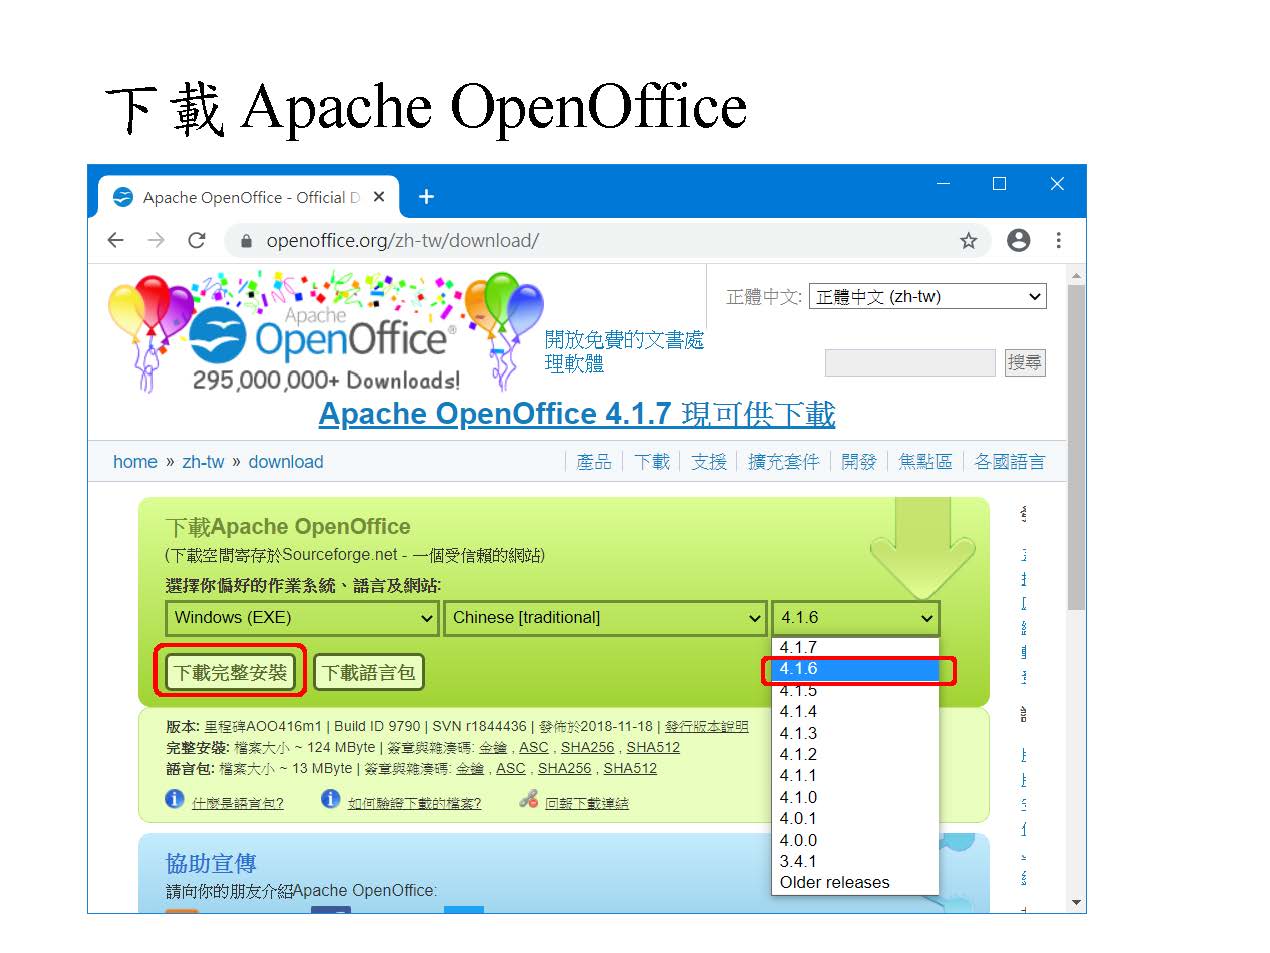 下載 Apache OpenOffice
Apache OpenOffice - Official D
openoffice.org/zh-tw/download/
Apache
OpenOffice®
295,000,000+ Downloads!
開放免費的文書處
理軟體
正體中文: 正體中文 (zh-tw)
搜尋
Apache OpenOffice 4.1.7 現可供下載
home » zh-tw » download
產品 下載 支援 擴充套件 開發 焦點區 各國語言
下載Apache OpenOffice
(下載空間寄存於Sourceforge.net - 一個受信賴的網站)
選擇你偏好的作業系統、語言及網站:
Windows (EXE) Chinese [traditional] 4.1.6
下載完整安裝 下載語言包
4.1.7
4.1.6
4.1.5
4.1.4
4.1.3
4.1.2
4.1.1
4.1.0
4.0.1
4.0.0
3.4.1
Older releases
版本: 里程碑AOO416m1 | Build ID 9790 | SVN r1844436 | 發佈於2018-11-18 | 發行版本說明
完整安裝: 檔案大小 ~ 124 MByte | 簽章與雜湊碼: 金鑰 , ASC , SHA256 , SHA512
語言包: 檔案大小 ~ 13 MByte | 簽章與雜湊碼: 金鑰 , ASC , SHA256 , SHA512
什麼是語言包? 如何驗證下載的檔案? 回報下載連結
協助宣傳
請向你的朋友介紹Apache OpenOffice: